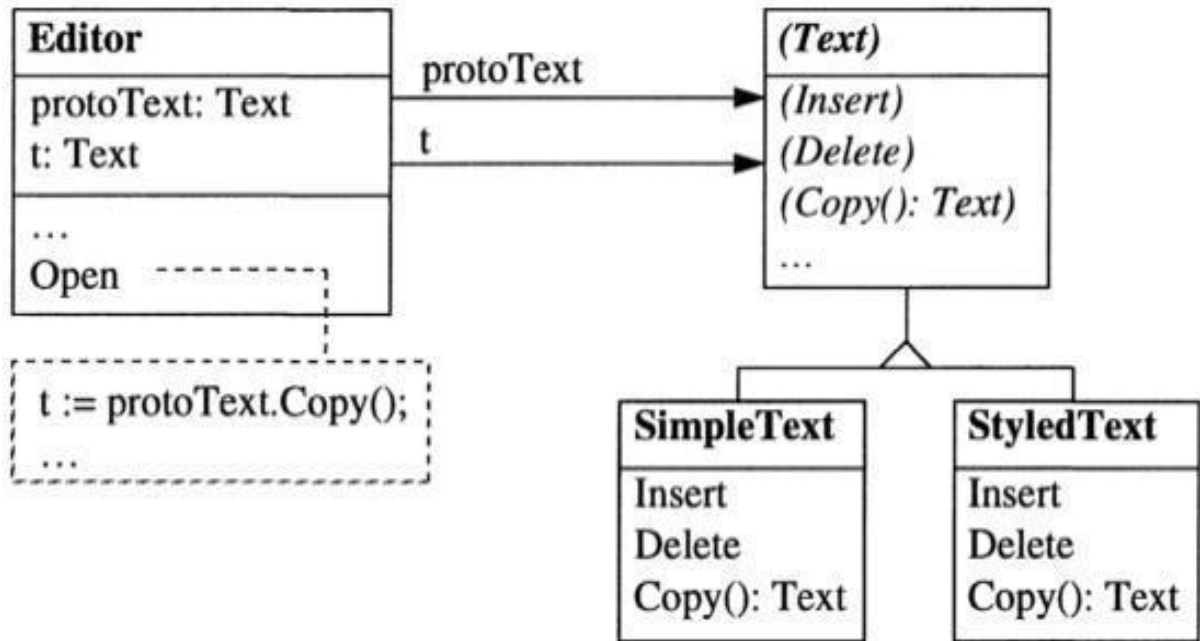 Editor
protoText: Text
t: Text
...
Open
t := protoText.Copy();
...
protoText
t
(Text)
(Insert)
(Delete)
(Copy(): Text)
...
SimpleText
Insert
Delete
Copy(): Text
StyledText
Insert
Delete
Copy(): Text